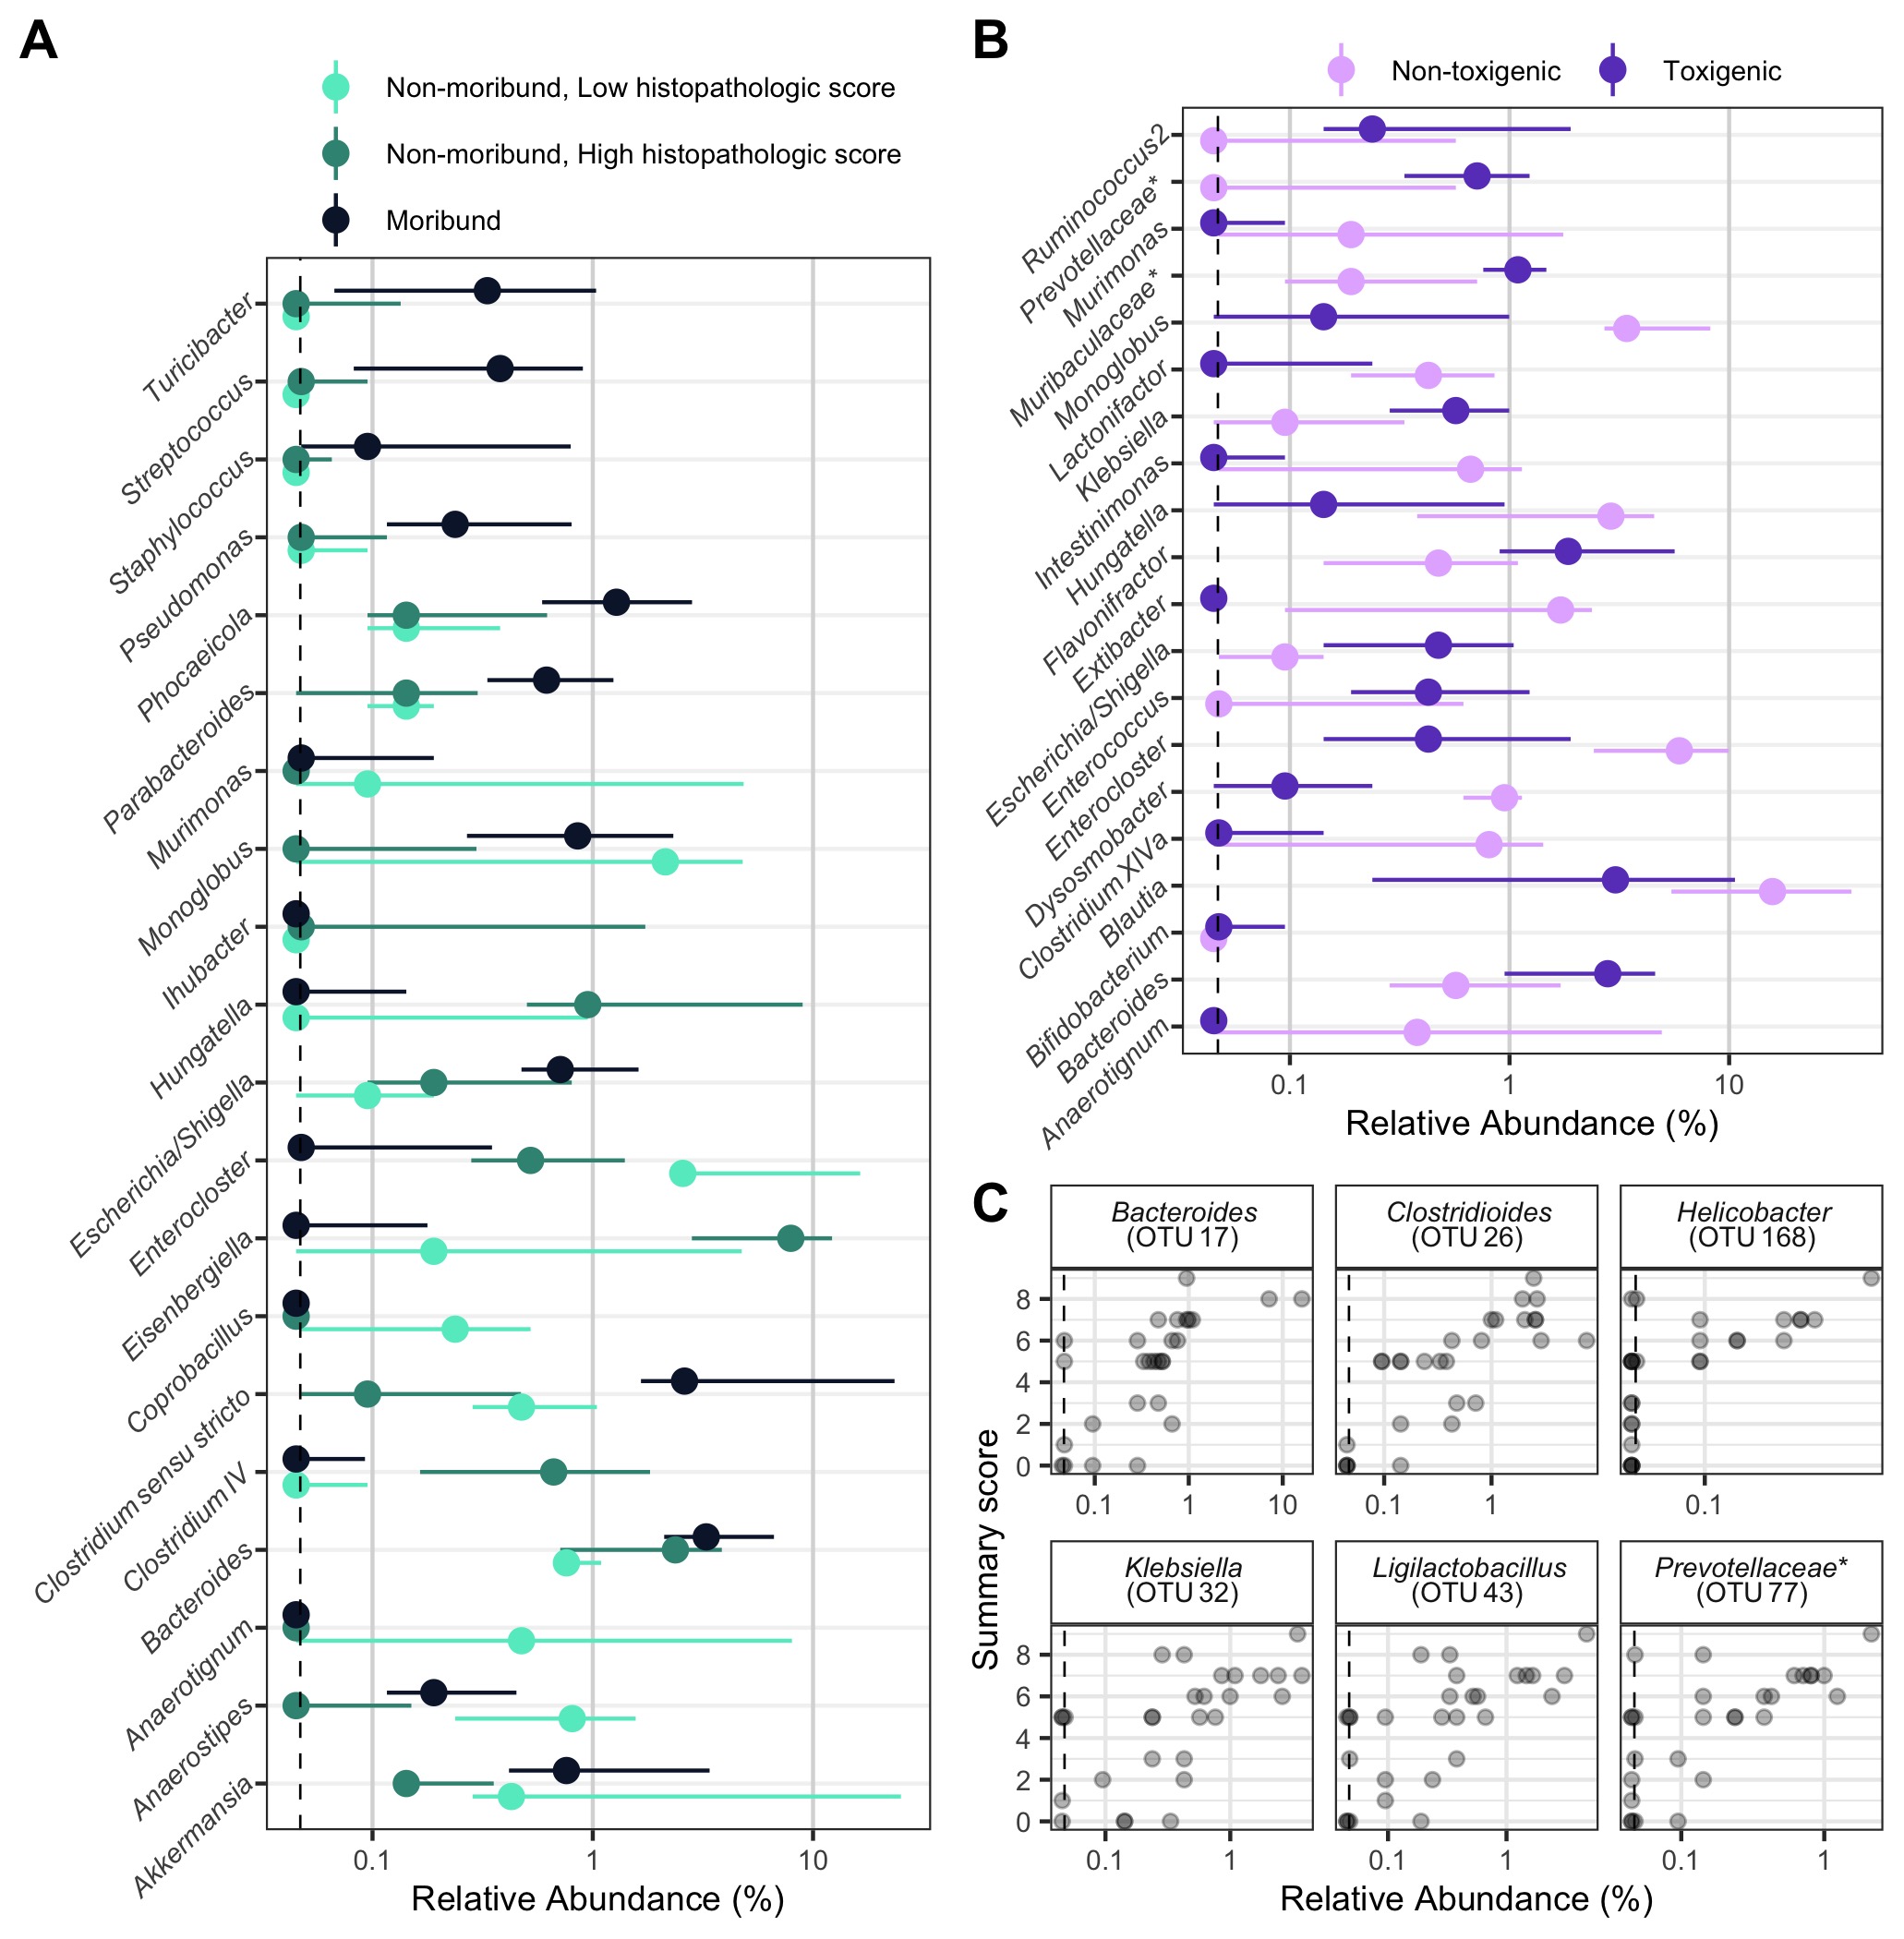 A
Non-moribund, Low histopathologic score
Non-moribund, High histopathologic score
Moribund
Turicibacter
Streptococcus
Staphylococcus
Pseudomonas
Phocaeicola
Parabacteroides
Murimonas
Monoglobus
Ihubacter
Hungatella
Escherichia/Shigella
Enterocloster
Eisenbergiella
Coprobacillus
Clostridium sensu stricto
Clostridium IV
Bacteroides
Anaerotignum
Anaerostipes
Akkermansia
0.1 1 10
Relative Abundance (%)
B
Non-toxigenic Toxigenic
Ruminococcus2
Prevotellaceae*
Murimonas
Muribaculaceae*
Monoglobus
Lactonifactor
Klebsiella
Intestinimonas
Hungatella
Flavonifractor
Extibacter
Escherichia/Shigella
Enterococcus
Enterocloster
Dysosmobacter
Clostridium XIVa
Blautia
Bifidobacterium
Bacteroides
Anaerotignum
0.1 1 10
Relative Abundance (%)
C
Summary score
Bacteroides
(OTU 17)
Clostridioides
(OTU 26)
Helicobacter
(OTU 168)
8
6
4
2
0
0.1 1 10
0.1 1
0.1
Klebsiella
(OTU 32)
Ligilactobacillus
(OTU 43)
Prevotellaceae*
(OTU 77)
8
6
4
2
0
0.1 1
0.1 1
0.1 1
Relative Abundance (%)